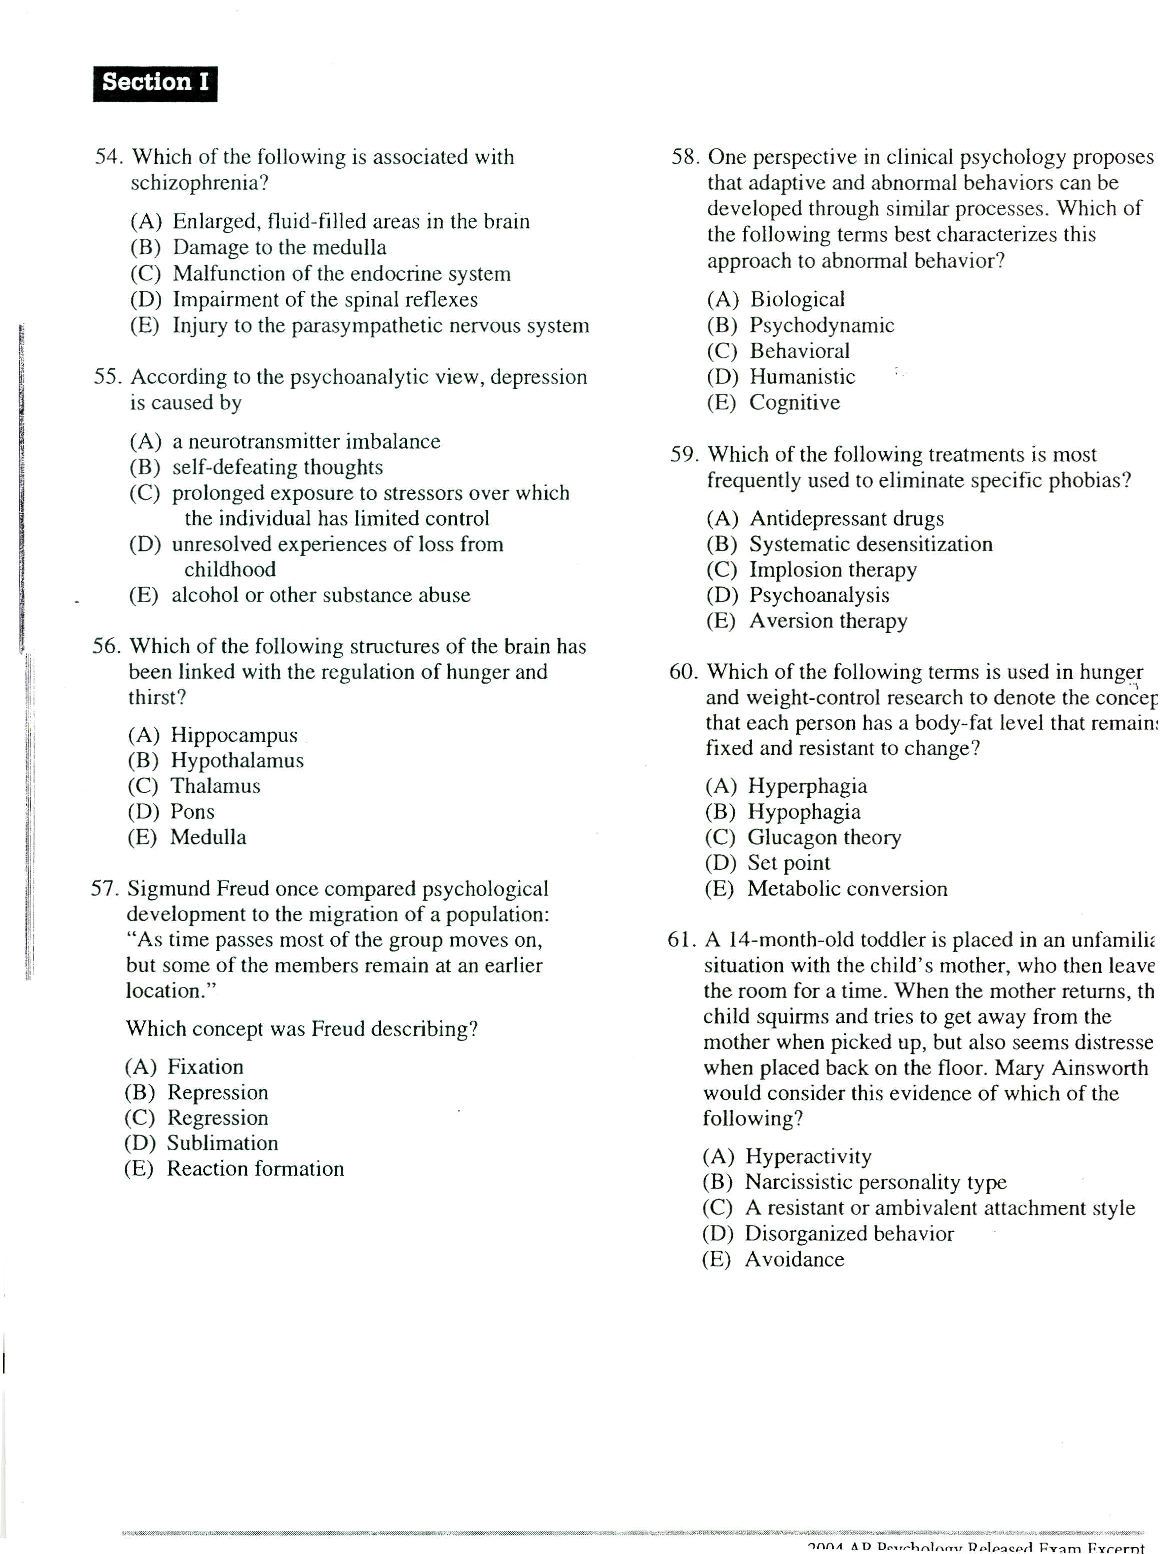 Section I
54. Which of the following is associated with
schizophrenia?
(A) Enlarged, fluid-filled areas in the brain
(B) Damage to the medulla
(C) Malfunction of the endocrine system
(D) Impairment of the spinal reflexes
(E) Injury to the parasympathetic nervous system
55. According to the psychoanalytic view, depression
is caused by
(A) a neurotransmitter imbalance
(B) self-defeating thoughts
(C) prolonged exposure to stressors over which
the individual has limited control
(D) unresolved experiences of loss from
childhood
(E) alcohol or other substance abuse
56. Which of the following structures of the brain has
been linked with the regulation of hunger and
thirst?
(A) Hippocampus
(B) Hypothalamus
(C) Thalamus
(D) Pons
(E) Medulla
57. Sigmund Freud once compared psychological
development to the migration of a population:
“As time passes most of the group moves on,
but some of the members remain at an earlier
location.”
Which concept was Freud describing?
(A) Fixation
(B) Repression
(C) Regression
(D) Sublimation
(E) Reaction formation
58. One perspective in clinical psychology proposes
that adaptive and abnormal behaviors can be
developed through similar processes. Which of
the following terms best characterizes this
approach to abnormal behavior?
(A) Biological
(B) Psychodynamic
(C) Behavioral
(D) Humanistic
(E) Cognitive
59. Which of the following treatments is most
frequently used to eliminate specific phobias?
(A) Antidepressant drugs
(B) Systematic desensitization
(C) Implosion therapy
(D) Psychoanalysis
(E) Aversion therapy
60. Which of the following terms is used in hunger
and weight-control research to denote the concep
that each person has a body-fat level that remain
fixed and resistant to change?
(A) Hyperphagia
(B) Hypophagia
(C) Glucagon theory
(D) Set point
(E) Metabolic conversion
61. A 14-month-old toddler is placed in an unfamilia
situation with the child’s mother, who then leave
the room for a time. When the mother returns, th
child squirms and tries to get away from the
mother when picked up, but also seems distresse
when placed back on the floor. Mary Ainsworth
would consider this evidence of which of the
following?
(A) Hyperactivity
(B) Narcissistic personality type
(C) A resistant or ambivalent attachment style
(D) Disorganized behavior
(E) Avoidance
2004 AP Psychology Released Exam Excerpt